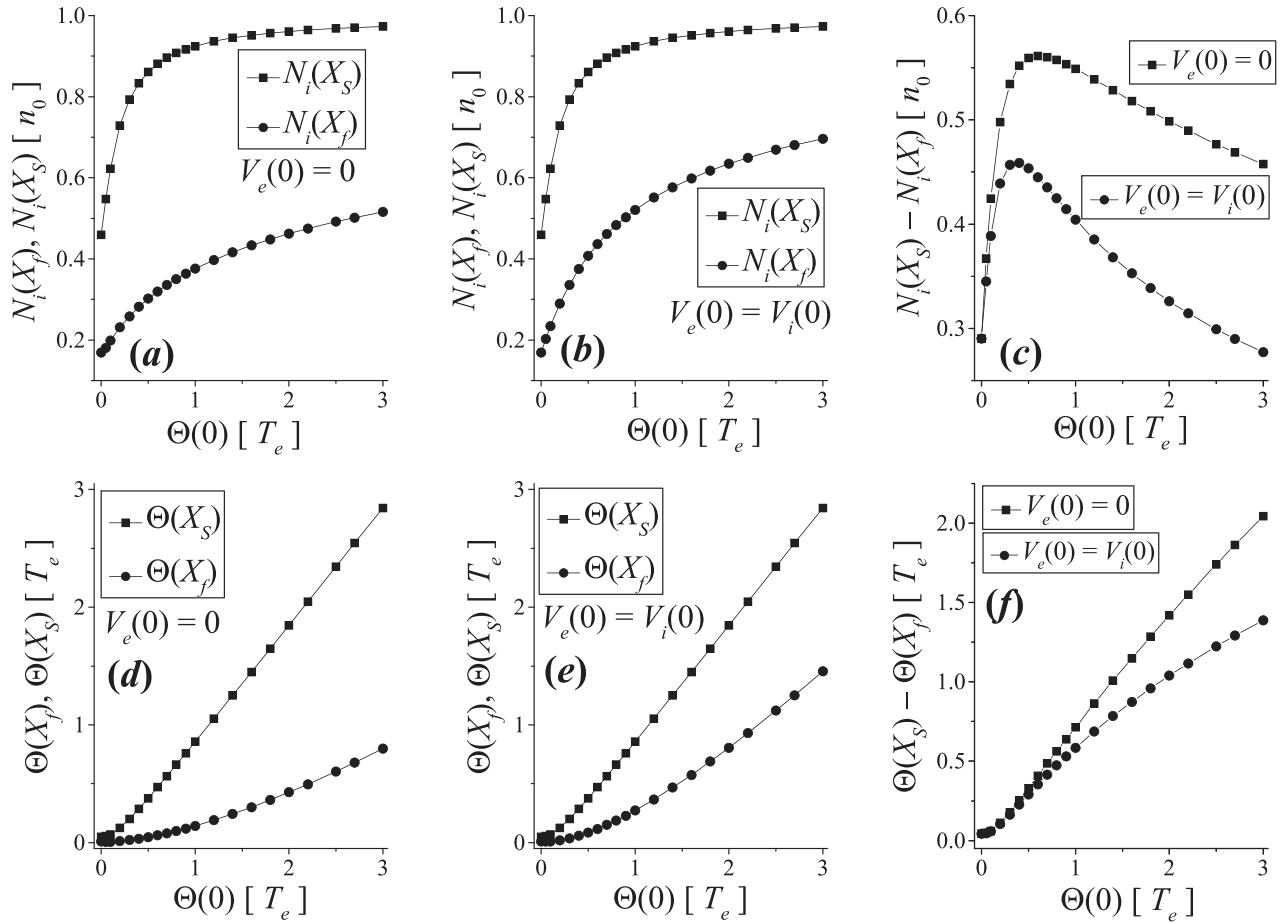 N_i(X_f), N_i(X_S) [ n_0 ]
1.0
0.8
0.6
0.4
0.2
N_i(X_S)
N_i(X_f)
V_e(0) = 0
(a)
0 1 2 3
Θ(0) [ T_e ]
N_i(X_f), N_i(X_S) [ n_0 ]
1.0
0.8
0.6
0.4
0.2
N_i(X_S)
N_i(X_f)
V_e(0) = V_i(0)
(b)
0 1 2 3
Θ(0) [ T_e ]
N_i(X_S) – N_i(X_f) [ n_0 ]
0.6
0.5
0.4
0.3
V_e(0) = 0
V_e(0) = V_i(0)
(c)
0 1 2 3
Θ(0) [ T_e ]
Θ(X_f), Θ(X_S) [ T_e ]
3
2
1
0
Θ(X_S)
Θ(X_f)
V_e(0) = 0
(d)
0 1 2 3
Θ(0) [ T_e ]
Θ(X_f), Θ(X_S) [ T_e ]
3
2
1
0
Θ(X_S)
Θ(X_f)
V_e(0) = V_i(0)
(e)
0 1 2 3
Θ(0) [ T_e ]
Θ(X_S) – Θ(X_f) [ T_e ]
2.0
1.5
1.0
0.5
0.0
V_e(0) = 0
V_e(0) = V_i(0)
(f)
0 1 2 3
Θ(0) [ T_e ]